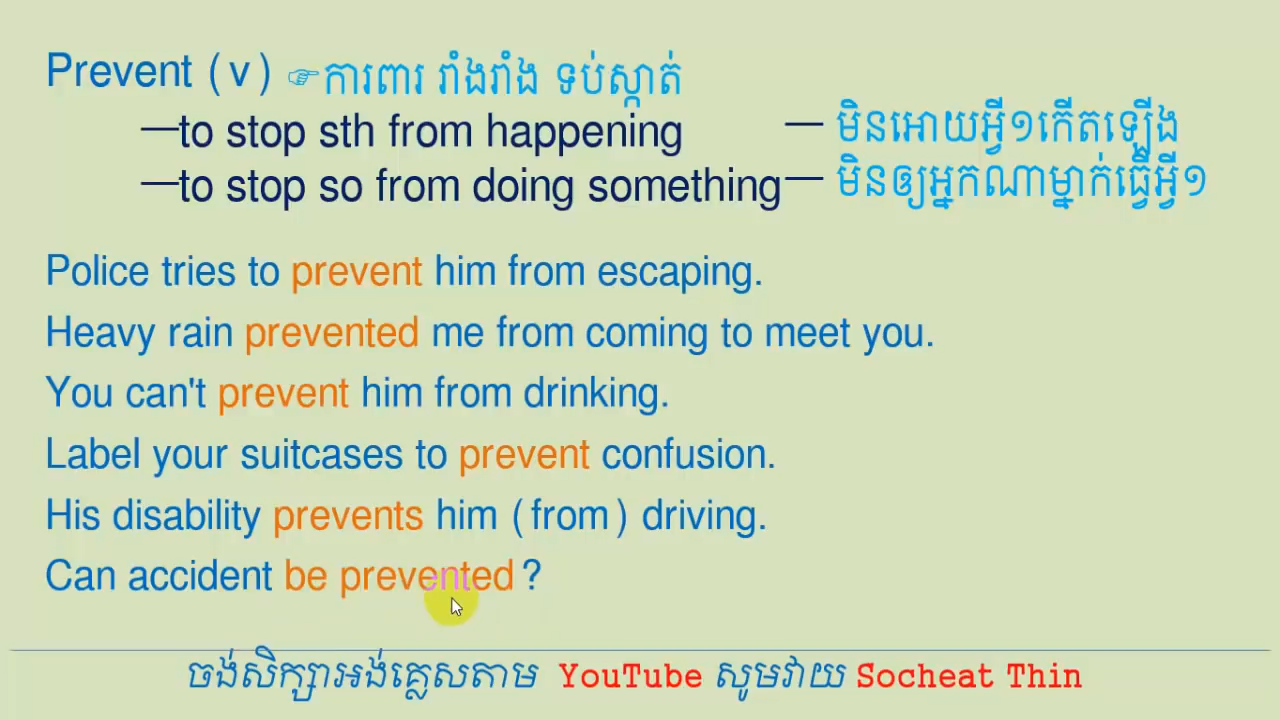 Prevent (v) ☞ការពារ រាំងរាំង ទប់ស្កាត់
—to stop sth from happening — មិនអោយអ្វី១កើតឡើង
—to stop so from doing something — មិនឲ្យអ្នកណាម្នាក់ធ្វើអ្វី១
Police tries to prevent him from escaping.
Heavy rain prevented me from coming to meet you.
You can't prevent him from drinking.
Label your suitcases to prevent confusion.
His disability prevents him (from) driving.
Can accident be prevented?
ចង់សិក្សាអង់គ្លេសតាម YouTube សូមវាយ Socheat Thin